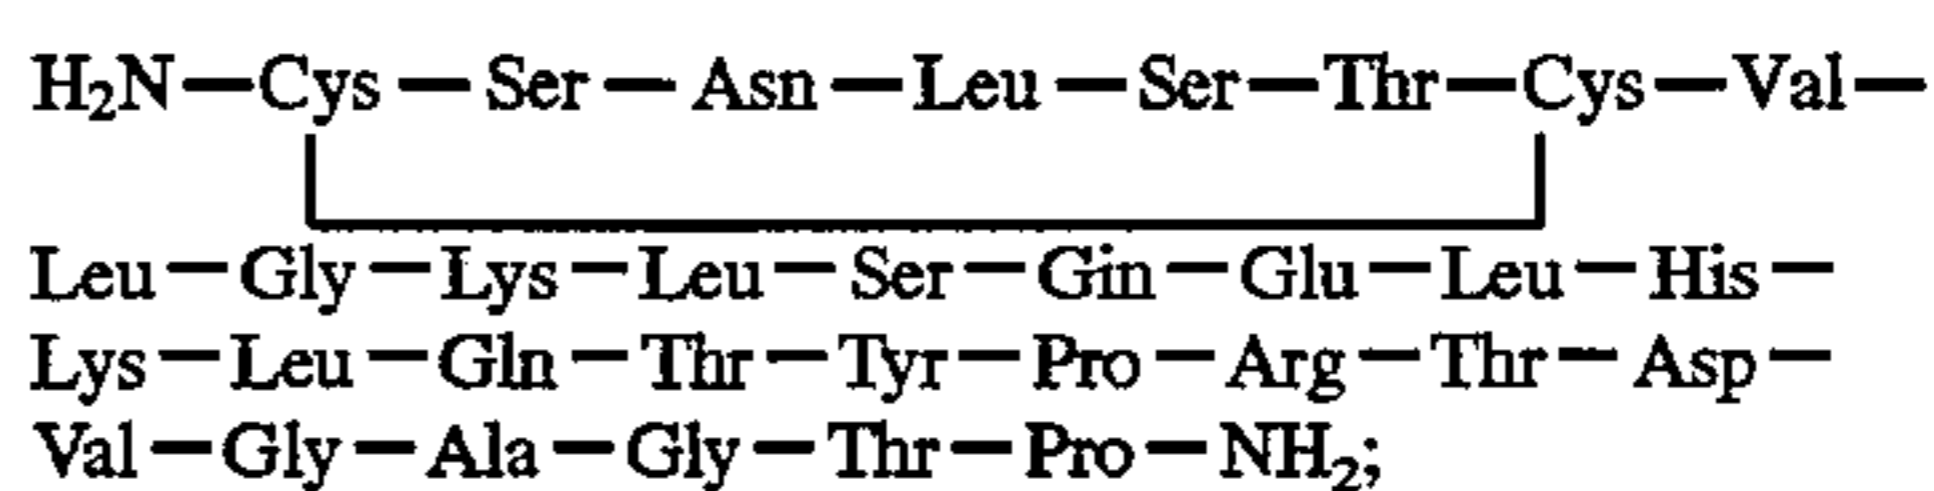 H₂N—Cys—Ser—Asn—Leu—Ser—Thr—Cys—Val—
Leu—Gly—Lys—Leu—Ser—Gin—Glu—Leu—His—
Lys—Leu—Gln—Thr—Tyr—Pro—Arg—Thr—Asp—
Val—Gly—Ala—Gly—Thr—Pro—NH₂;